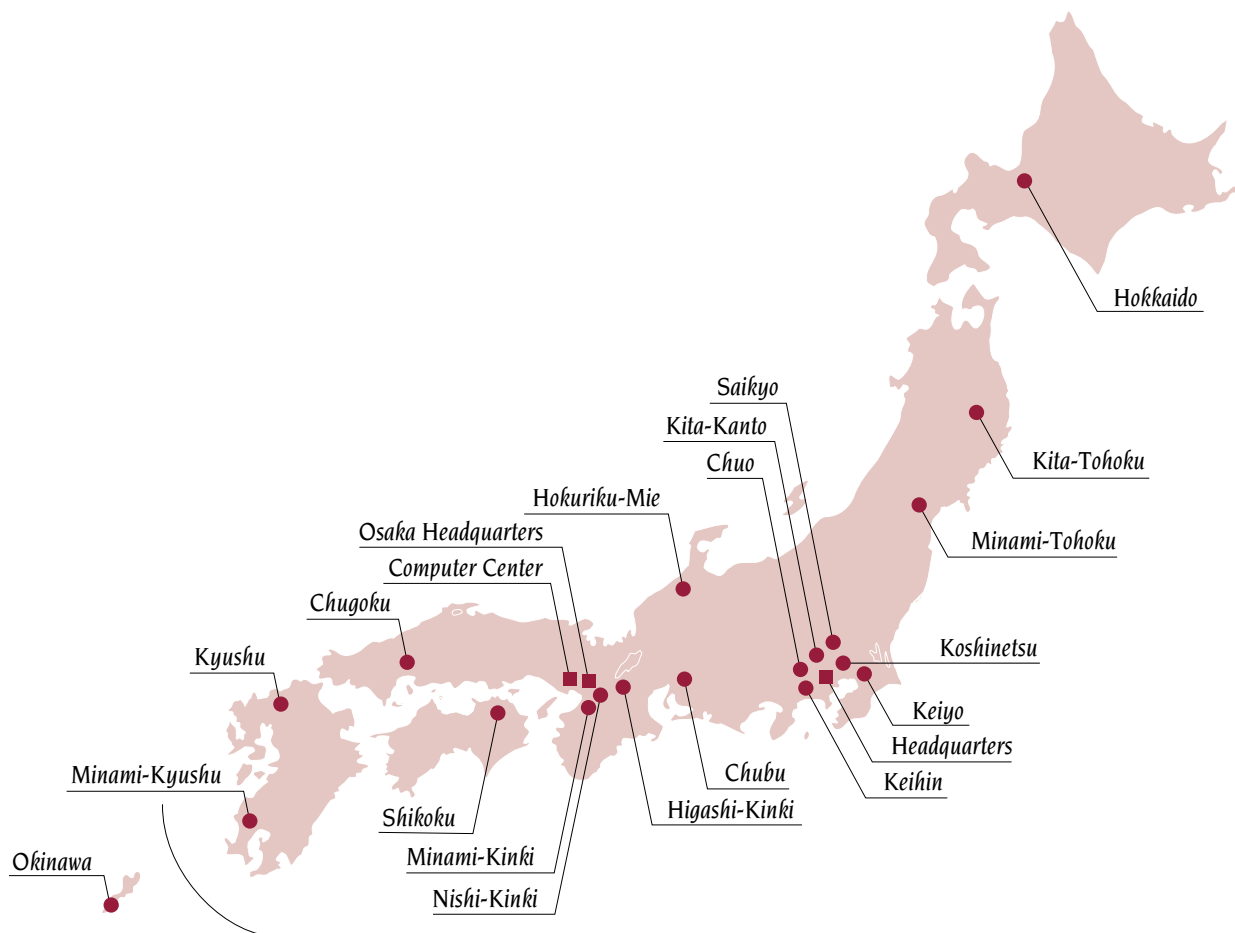 Hokkaido
Saikyo
Kita-Kanto
Kita-Tohoku
Chuo
Hokuriku-Mie
Osaka Headquarters
Minami-Tohoku
Computer Center
Chugoku
Kyushu
Koshinetsu
Keiyo
Headquarters
Minami-Kyushu
Chubu
Keihin
Shikoku
Higashi-Kinki
Minami-Kinki
Okinawa
Nishi-Kinki